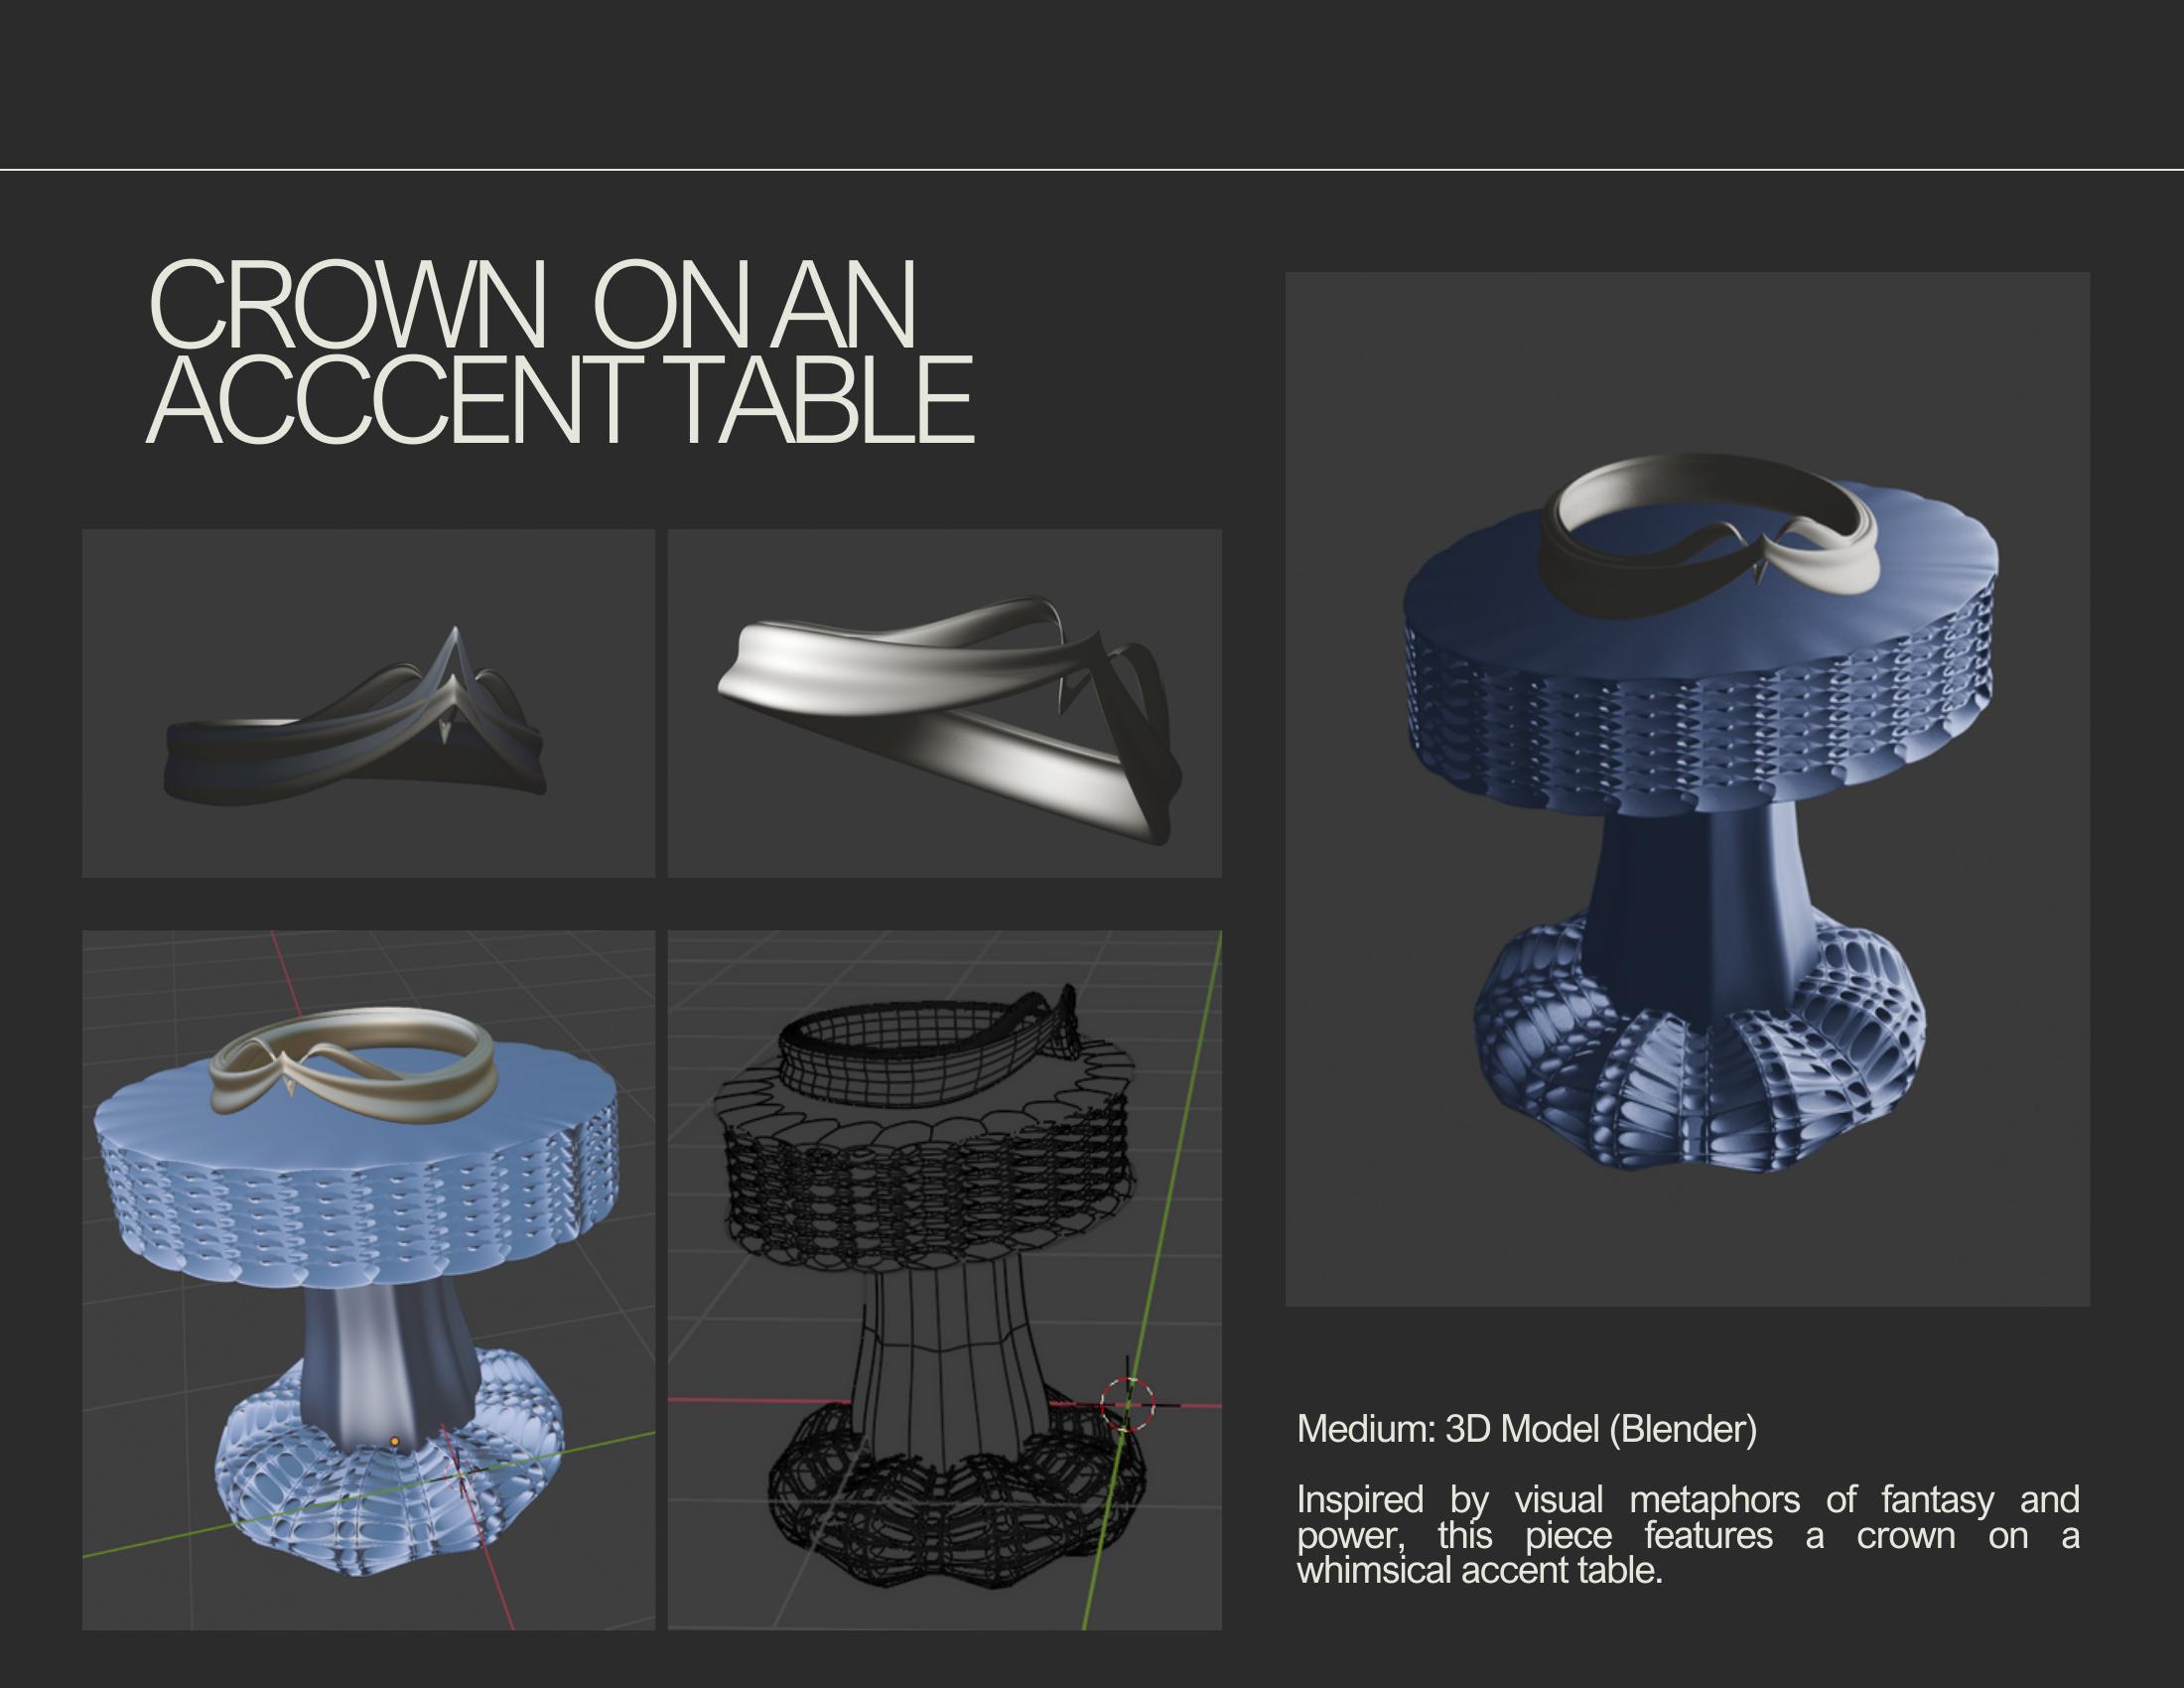 CROWN ON AN
ACCCENT TABLE
Medium: 3D Model (Blender)
Inspired by visual metaphors of fantasy and
power, this piece features a crown on a
whimsical accent table.